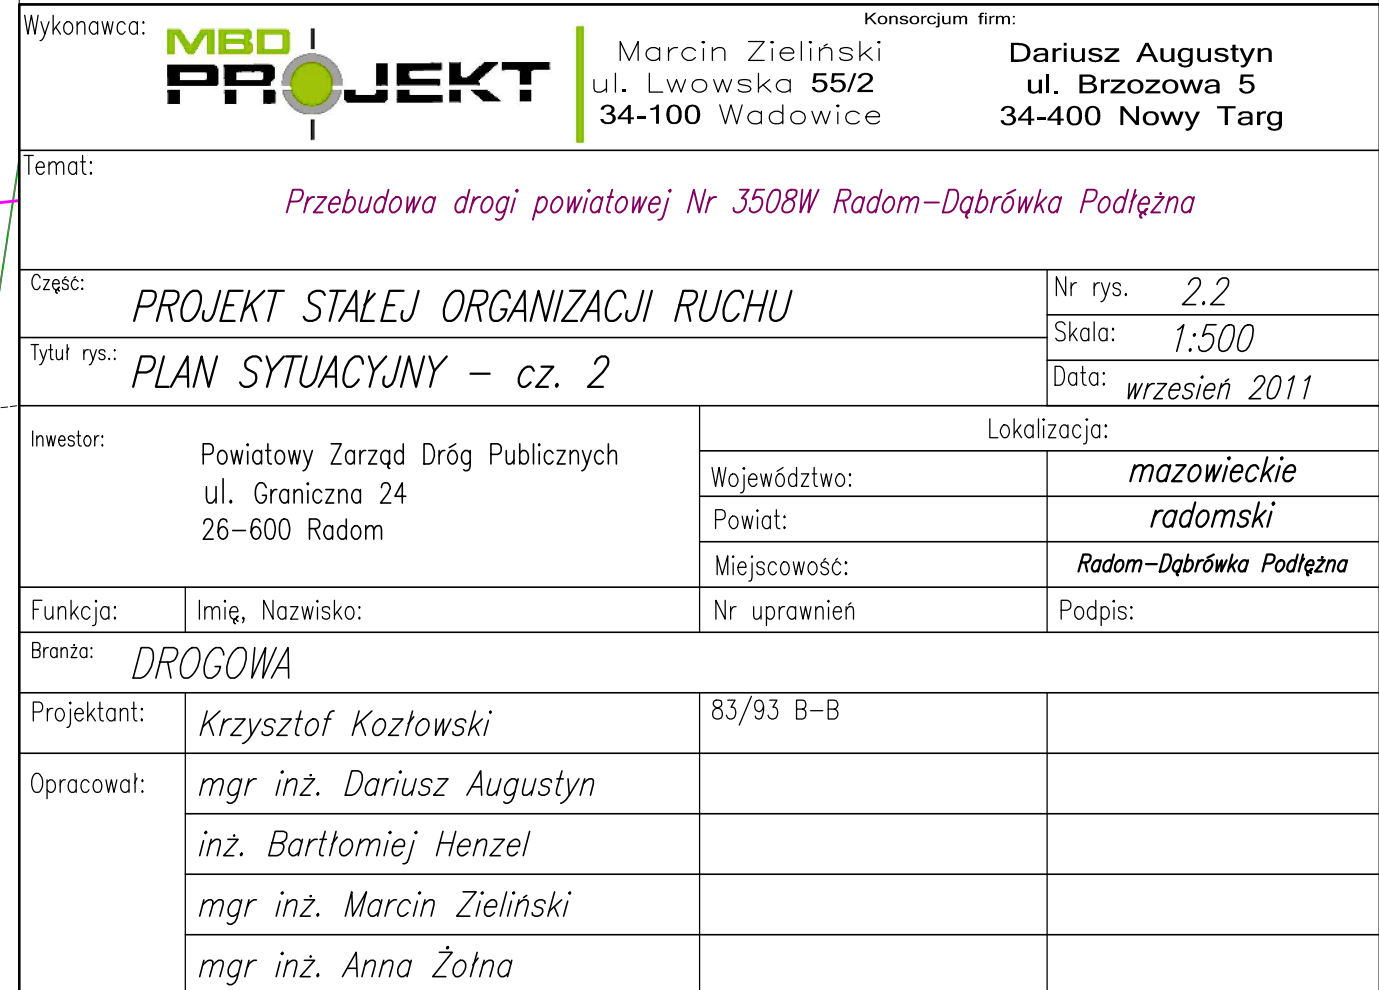 Wykonawca:
MBD
PROJEKT
Konsorcjum firm:
Marcin Zieliński
ul. Lwowska 55/2
34-100 Wadowice
Dariusz Augustyn
ul. Brzozowa 5
34-400 Nowy Targ
Temat:
Przebudowa drogi powiatowej Nr 3508W Radom-Dąbrówka Podłężna
Część:
PROJEKT STAŁEJ ORGANIZACJI RUCHU
Nr rys. 2.2
Skala: 1:500
Tytuł rys.:
PLAN SYTUACYJNY - cz. 2
Data: wrzesień 2011
Inwestor:
Powiatowy Zarząd Dróg Publicznych
ul. Graniczna 24
26-600 Radom
Lokalizacja:
Województwo: mazowieckie
Powiat: radomski
Miejscowość: Radom-Dąbrówka Podłężna
Funkcja: Imię, Nazwisko: Nr uprawnień Podpis:
Branża: DROGOWA
Projektant: Krzysztof Kozłowski 83/93 B-B
Opracował: mgr inż. Dariusz Augustyn
inż. Bartłomiej Henzel
mgr inż. Marcin Zieliński
mgr inż. Anna Żołna